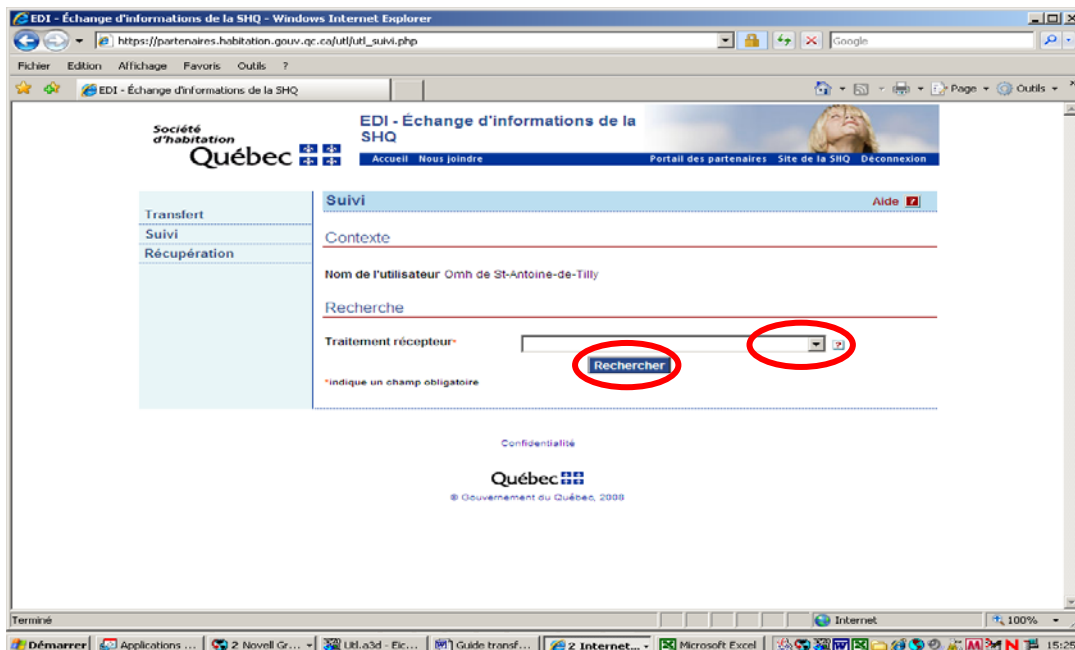 EDI - Échange d'informations de la SHQ - Windows Internet Explorer
https://partenaires.habitation.gouv.qc.ca/utl/utl_suivi.php
Google
Fichier Edition Affichage Favoris Outils ?
EDI - Échange d'informations de la SHQ
Page Outils
Société
d'habitation
Québec
EDI - Échange d'informations de la
SHQ
Accueil Nous joindre Portail des partenaires Site de la SHQ Déconnexion
Transfert
Suivi
Récupération
Suivi Aide ?
Contexte
Nom de l'utilisateur Omh de St-Antoine-de-Tilly
Recherche
Traitement récepteur* ?
Rechercher
*indique un champ obligatoire
Confidentialité
Québec
© Gouvernement du Québec, 2008
Terminé Internet 100%
Démarrer Applications ... 2 Novell Gr... Utl.a3d - Eic... Guide transf... 2 Internet... Microsoft Excel 15:25